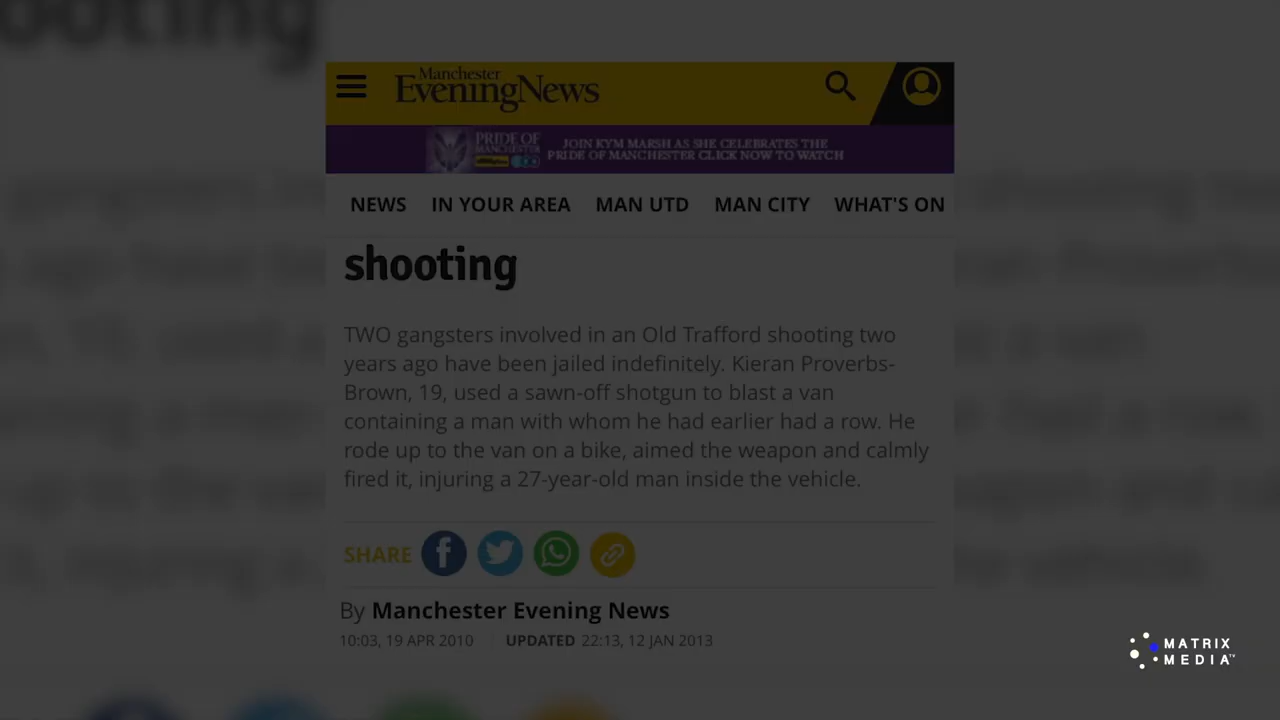 Manchester
EveningNews
PRIDE OF
MANCHESTER
JOIN KYM MARSH AS SHE CELEBRATES THE
PRIDE OF MANCHESTER CLICK NOW TO WATCH
NEWS IN YOUR AREA MAN UTD MAN CITY WHAT'S ON
shooting
TWO gangsters involved in an Old Trafford shooting two
years ago have been jailed indefinitely. Kieran Proverbs-
Brown, 19, used a sawn-off shotgun to blast a van
containing a man with whom he had earlier had a row. He
rode up to the van on a bike, aimed the weapon and calmly
fired it, injuring a 27-year-old man inside the vehicle.
SHARE
By Manchester Evening News
10:03, 19 APR 2010 UPDATED 22:13, 12 JAN 2013
MATRIX
MEDIA TV